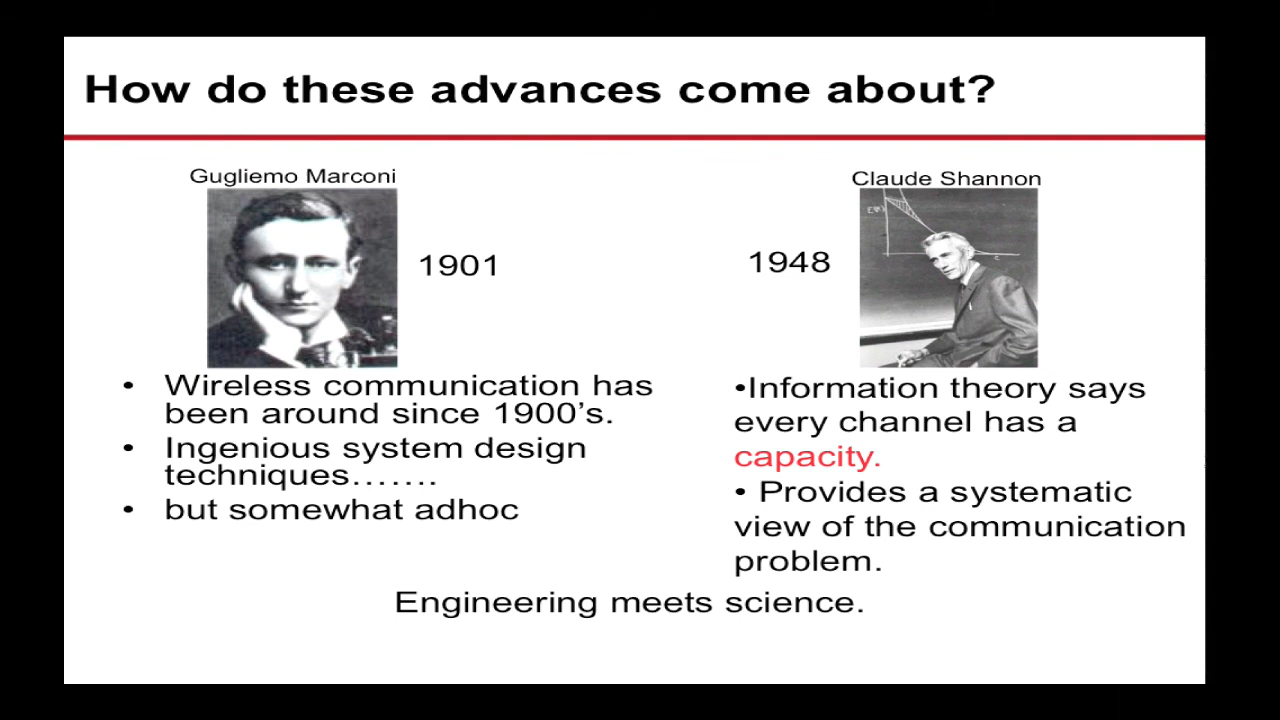 How do these advances come about?
Gugliemo Marconi
1901
• Wireless communication has
been around since 1900’s.
• Ingenious system design
techniques…….
• but somewhat adhoc
Claude Shannon
1948
•Information theory says
every channel has a
capacity.
• Provides a systematic
view of the communication
problem.
Engineering meets science.